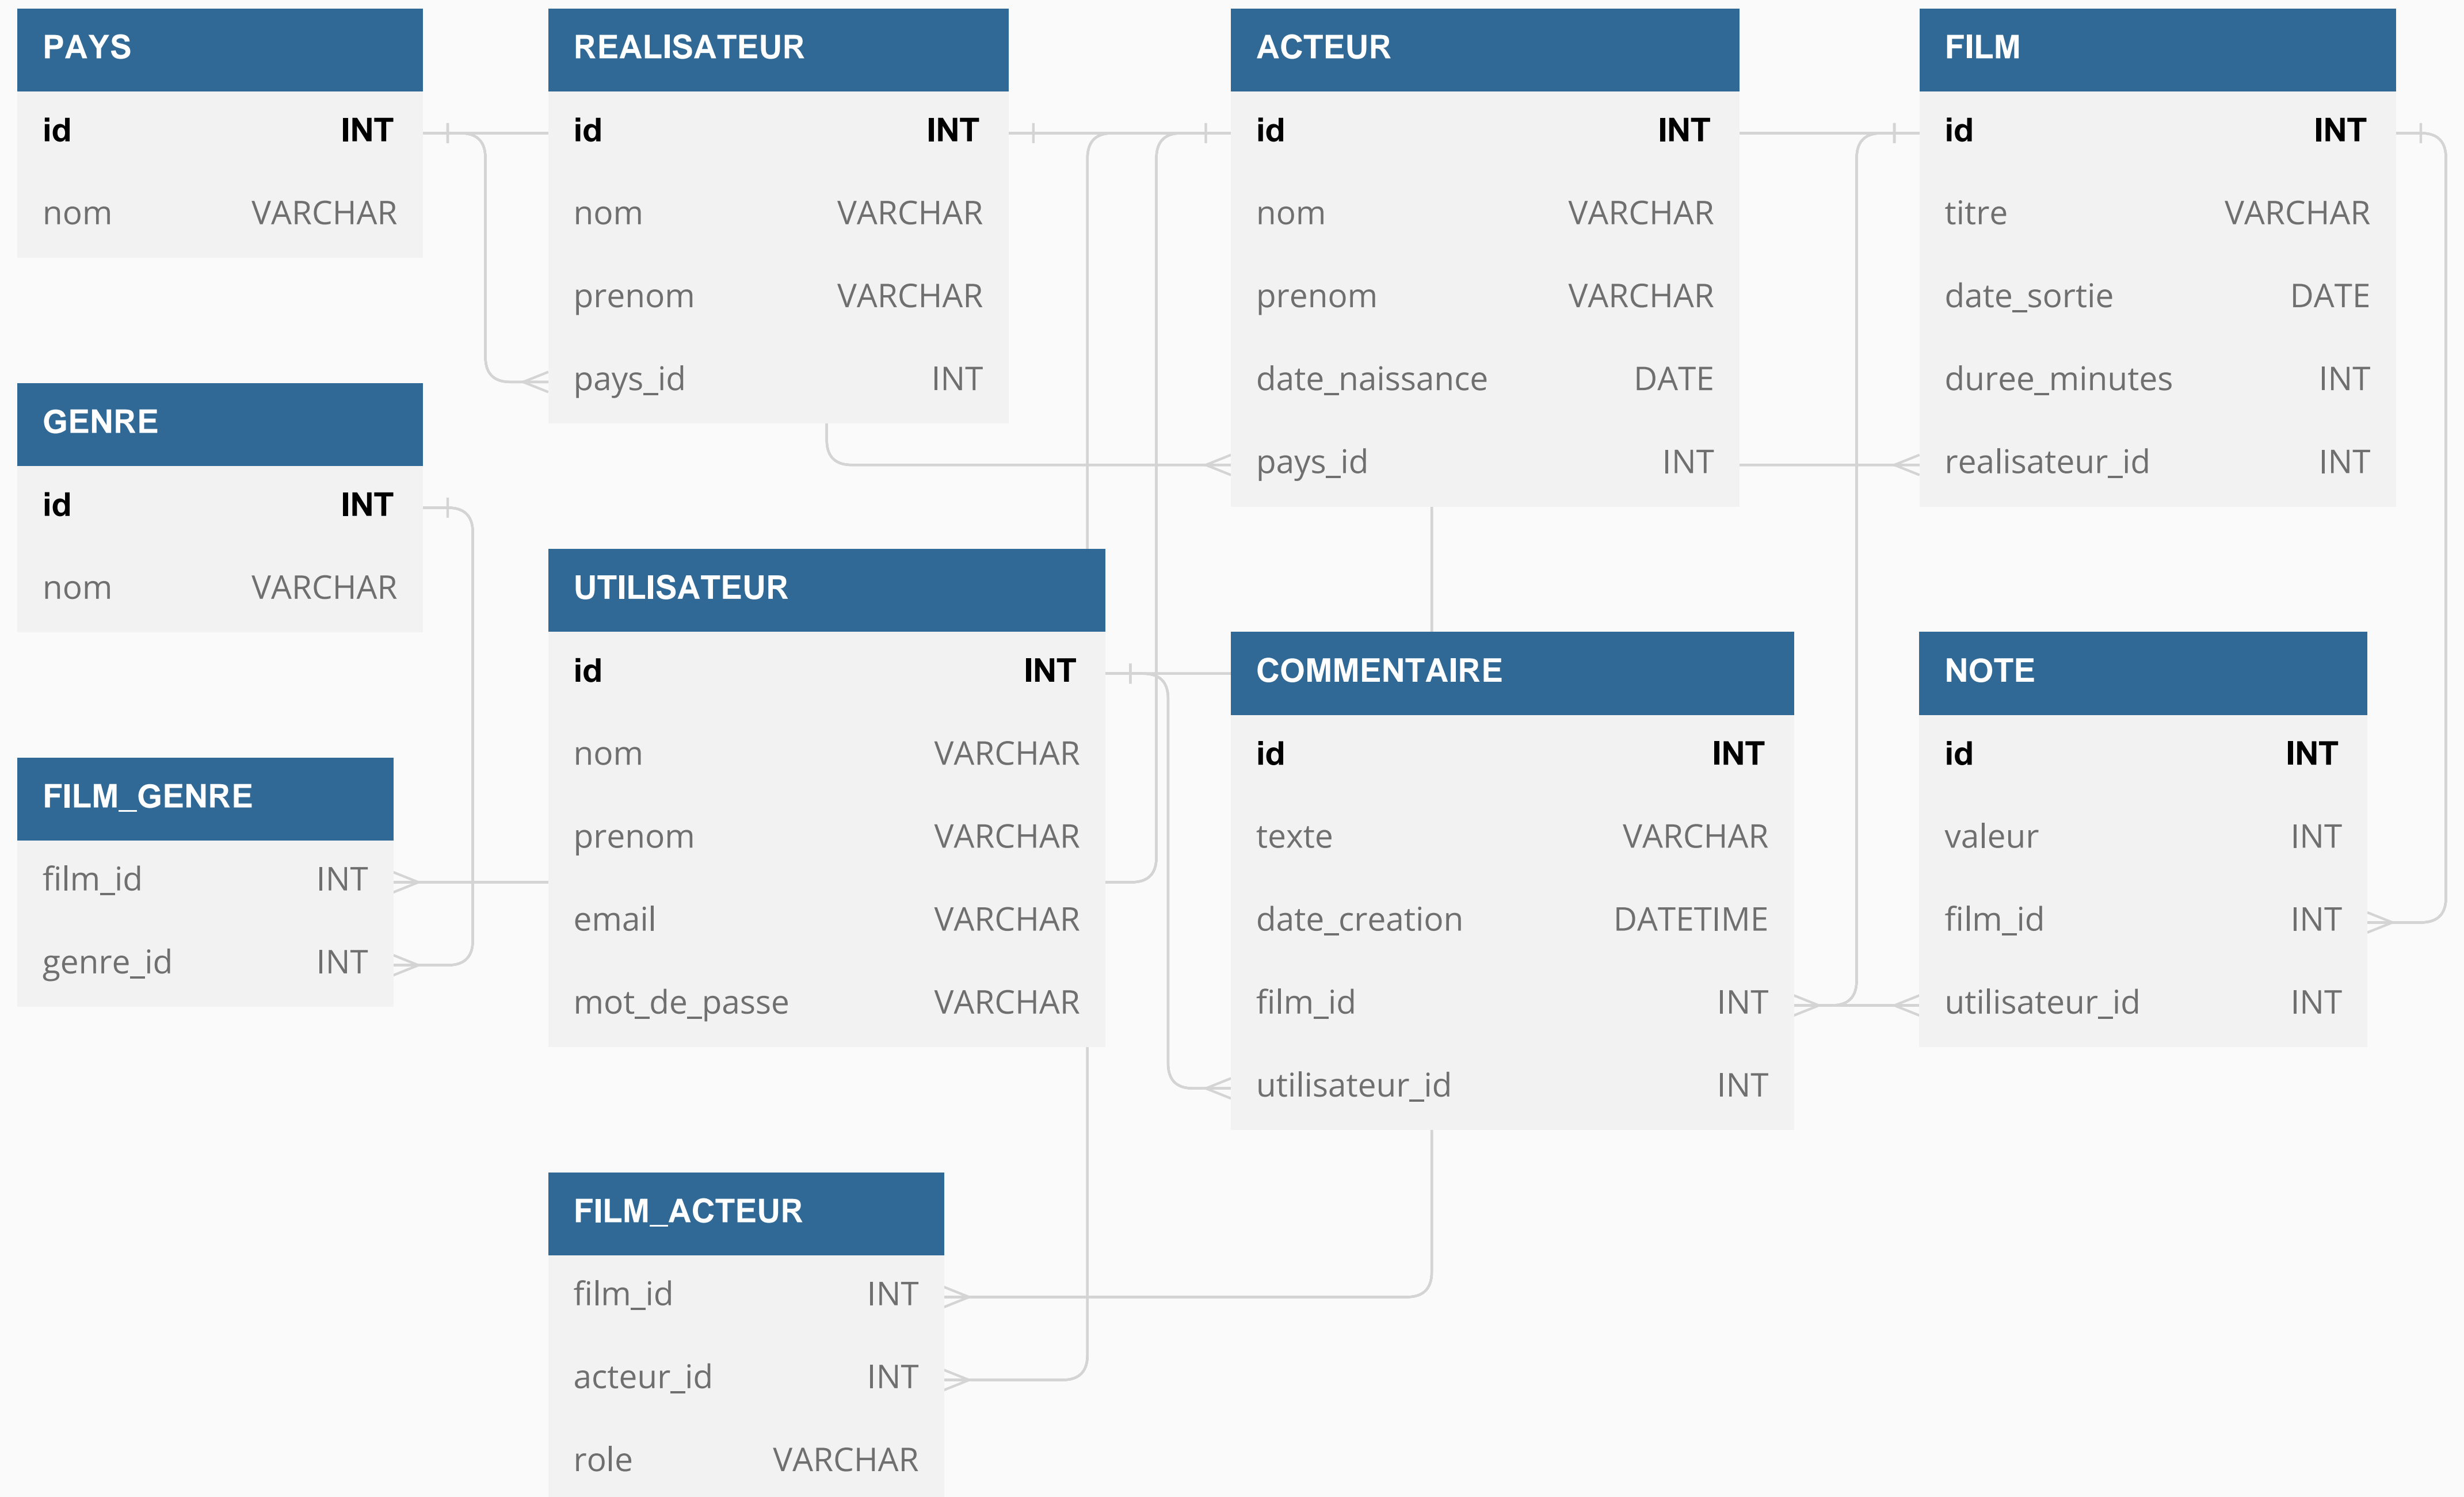 PAYS
id INT
nom VARCHAR
REALISATEUR
id INT
nom VARCHAR
prenom VARCHAR
pays_id INT
ACTEUR
id INT
nom VARCHAR
prenom VARCHAR
date_naissance DATE
pays_id INT
FILM
id INT
titre VARCHAR
date_sortie DATE
duree_minutes INT
realisateur_id INT
GENRE
id INT
nom VARCHAR
UTILISATEUR
id INT
nom VARCHAR
prenom VARCHAR
email VARCHAR
mot_de_passe VARCHAR
COMMENTAIRE
id INT
texte VARCHAR
date_creation DATETIME
film_id INT
utilisateur_id INT
NOTE
id INT
valeur INT
film_id INT
utilisateur_id INT
FILM_GENRE
film_id INT
genre_id INT
FILM_ACTEUR
film_id INT
acteur_id INT
role VARCHAR